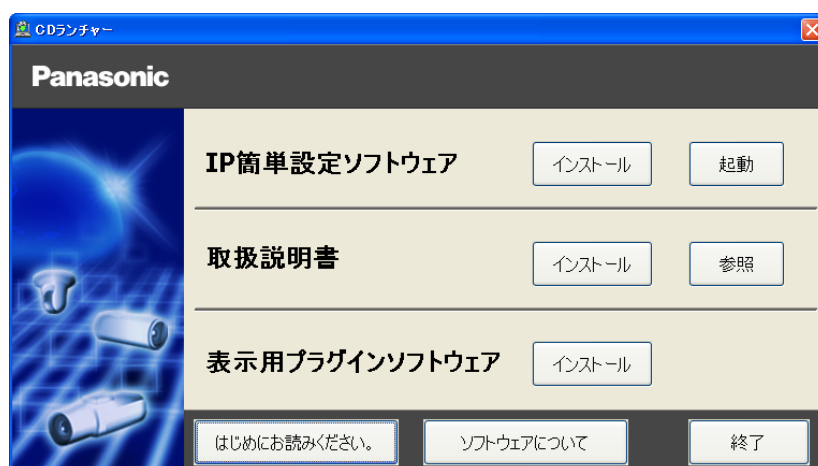 CDランチャー
Panasonic
IP簡単設定ソフトウェア
インストール
起動
取扱説明書
インストール
参照
表示用プラグインソフトウェア
インストール
はじめにお読みください。
ソフトウェアについて
終了